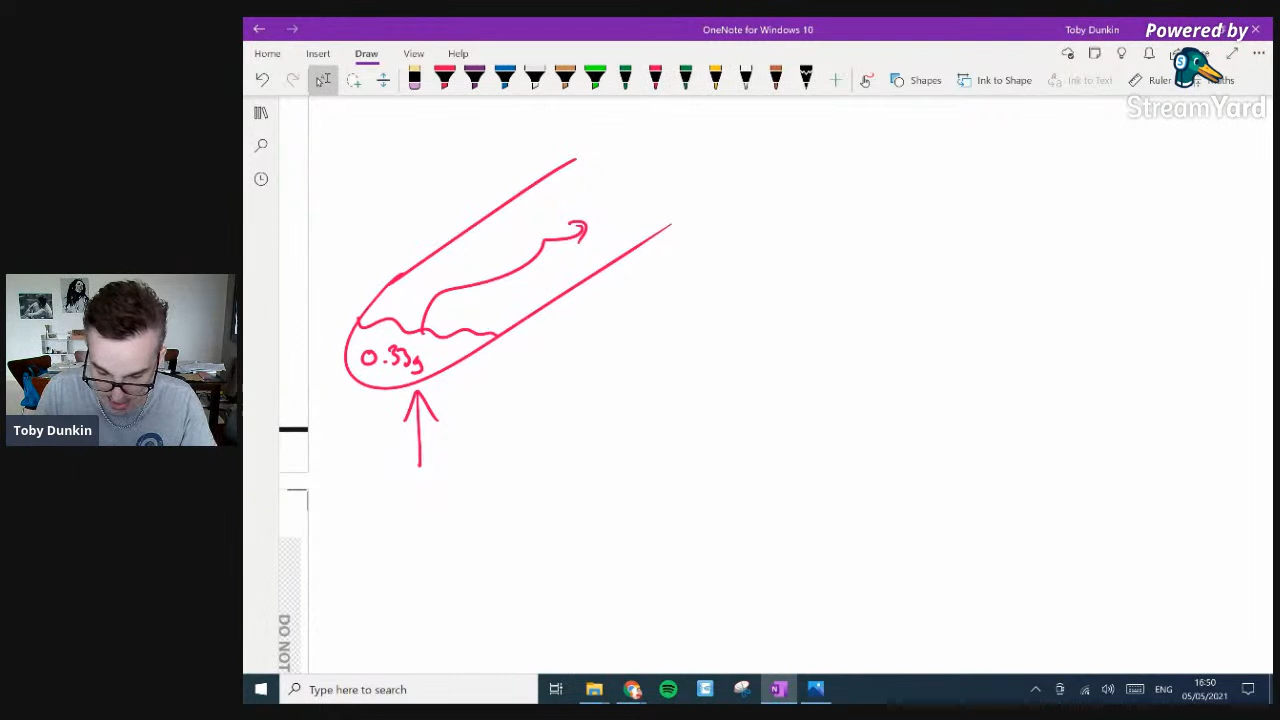 OneNote for Windows 10
Toby Dunkin
Powered by
StreamYard
Home Insert Draw View Help
Shapes Ink to Shape Ink to Text Ruler
0.33g
Toby Dunkin
DO NOT
Type here to search
ENG
16:50
05/05/2021